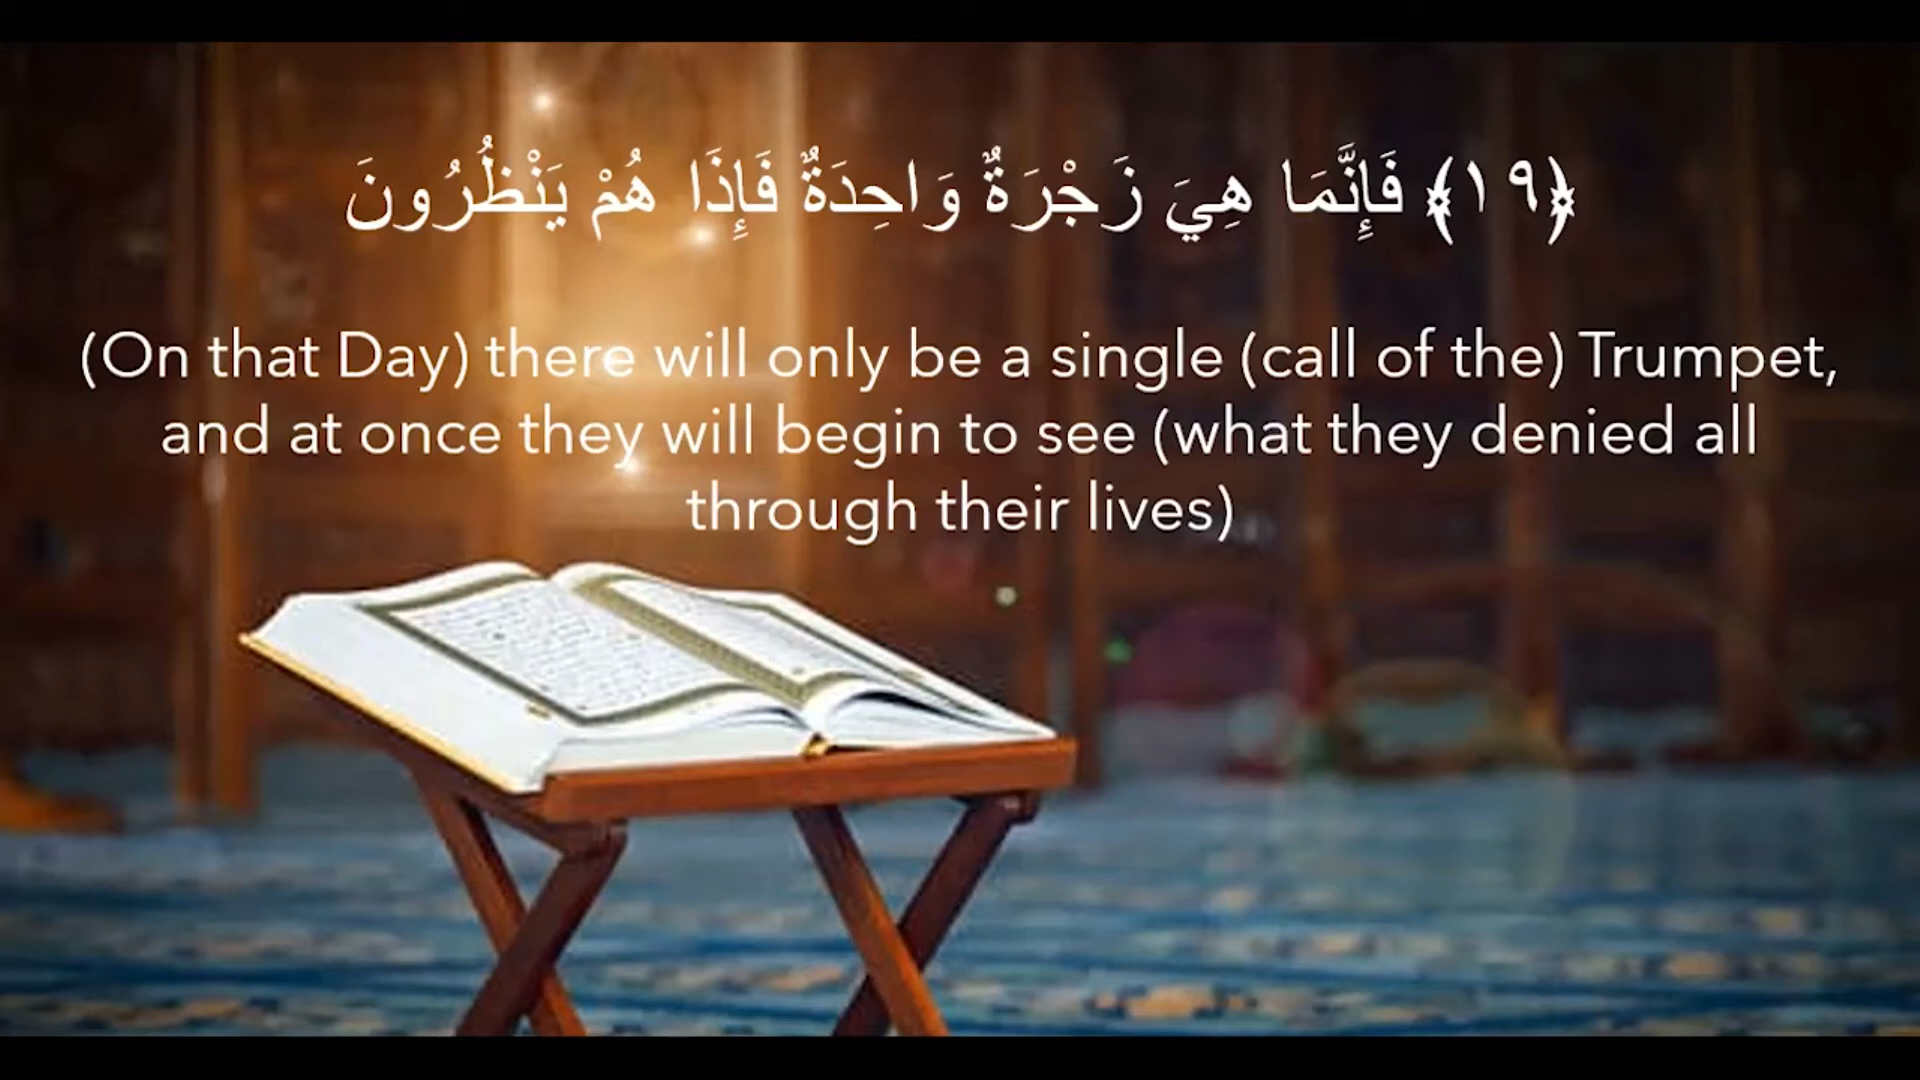 ﴿١٩﴾ فَإِنَّمَا هِيَ زَجْرَةٌ وَاحِدَةٌ فَإِذَا هُمْ يَنْظُرُونَ
(On that Day) there will only be a single (call of the) Trumpet,
and at once they will begin to see (what they denied all
through their lives)